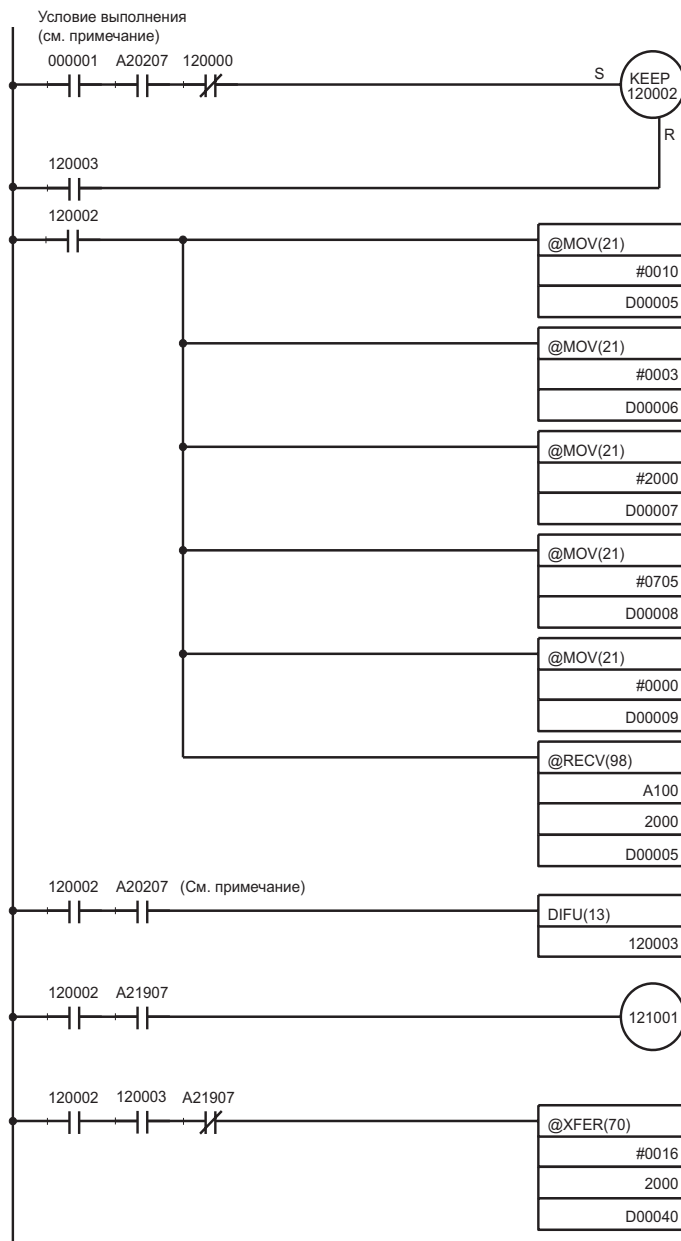 Условие выполнения
(см. примечание)
000001 A20207 120000
S
KEEP
120002
R
120003
120002
@MOV(21)
#0010
D00005
@MOV(21)
#0003
D00006
@MOV(21)
#2000
D00007
@MOV(21)
#0705
D00008
@MOV(21)
#0000
D00009
@RECV(98)
A100
2000
D00005
120002 A20207 (См. примечание)
DIFU(13)
120003
120002 A21907
121001
120002 120003 A21907
@XFER(70)
#0016
2000
D00040